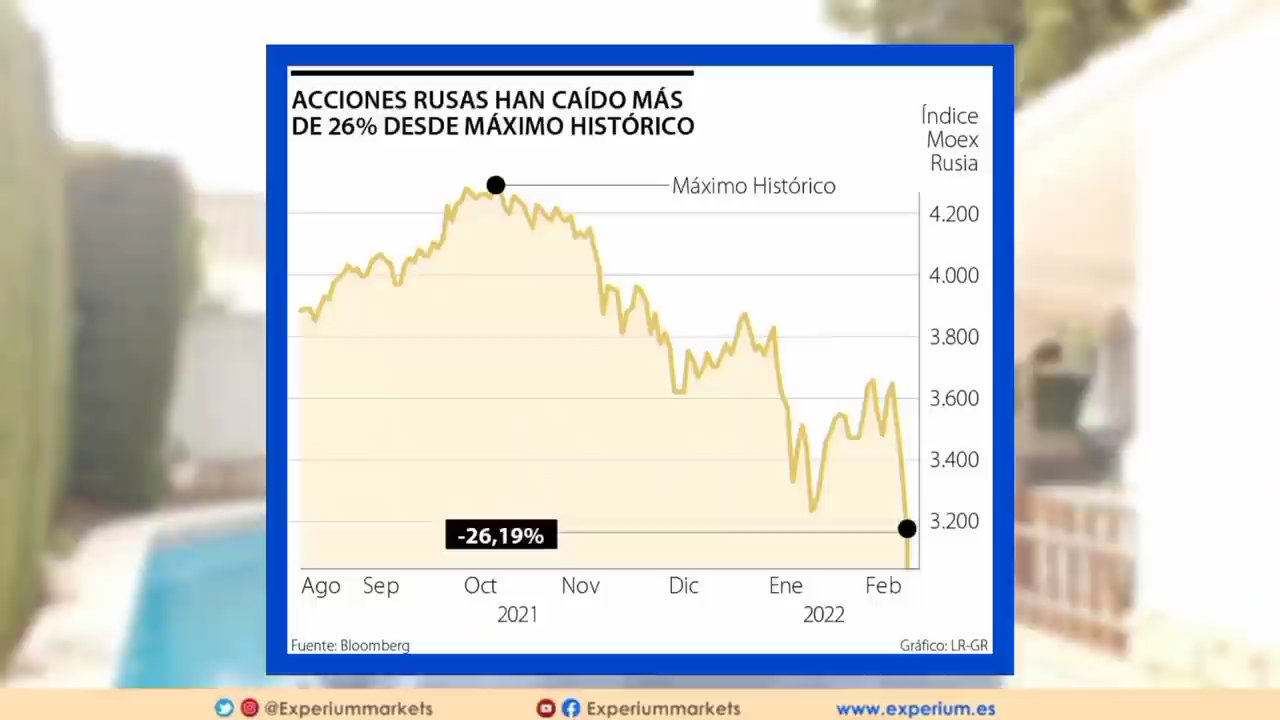 ACCIONES RUSAS HAN CAÍDO MÁS
DE 26% DESDE MÁXIMO HISTÓRICO
Índice
Moex
Rusia
Máximo Histórico
4.200
4.000
3.800
3.600
3.400
3.200
-26,19%
Ago Sep Oct Nov Dic Ene Feb
2021 2022
Fuente: Bloomberg Gráfico: LR-GR
@Experiummarkets Experiummarkets www.experium.es